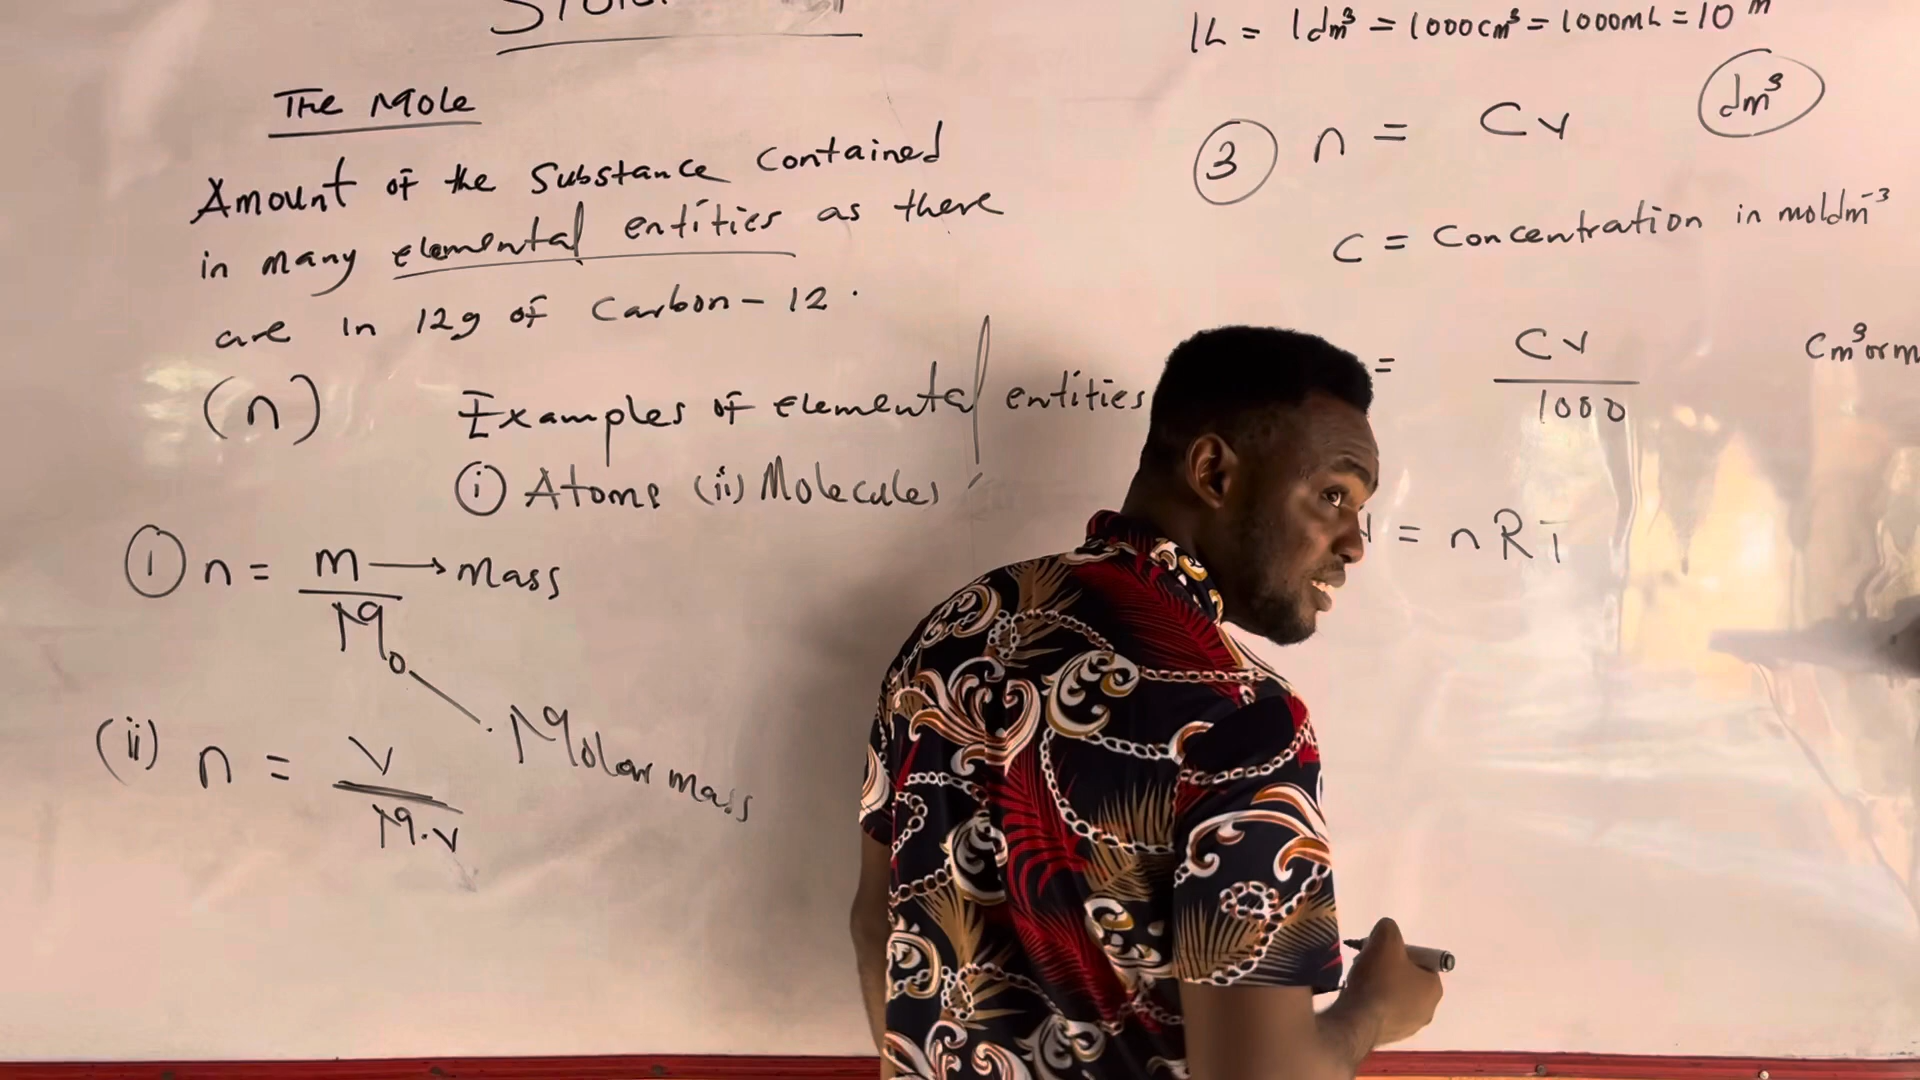 The Mole
Amount of the Substance Contained
in many elemental entities as there
are in 12g of Carbon-12.
(n)
Examples of elemental entities
(i) Atoms (ii) Molecules
(1) n = m/M₀ → mass
Molar mass
(ii) n = v/M.v
1L = 1dm³ = 1000cm³ = 1000mL = 10 m
(3) n = Cv
dm³
C = Concentration in moldm⁻³
= Cv/1000
Cm³ or m
= nRT